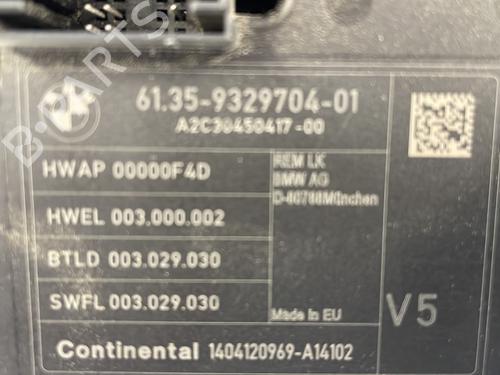 61.35-9329704-01
A2C30450417-00
HWAP 00000F4D
HWEL 003.000.002
BTLD 003.029.030
SWFL 003.029.030
REM LK
BMW AG
D-80788München
Made in EU
V5
Continental 1404120969-A14102
B-PARTS